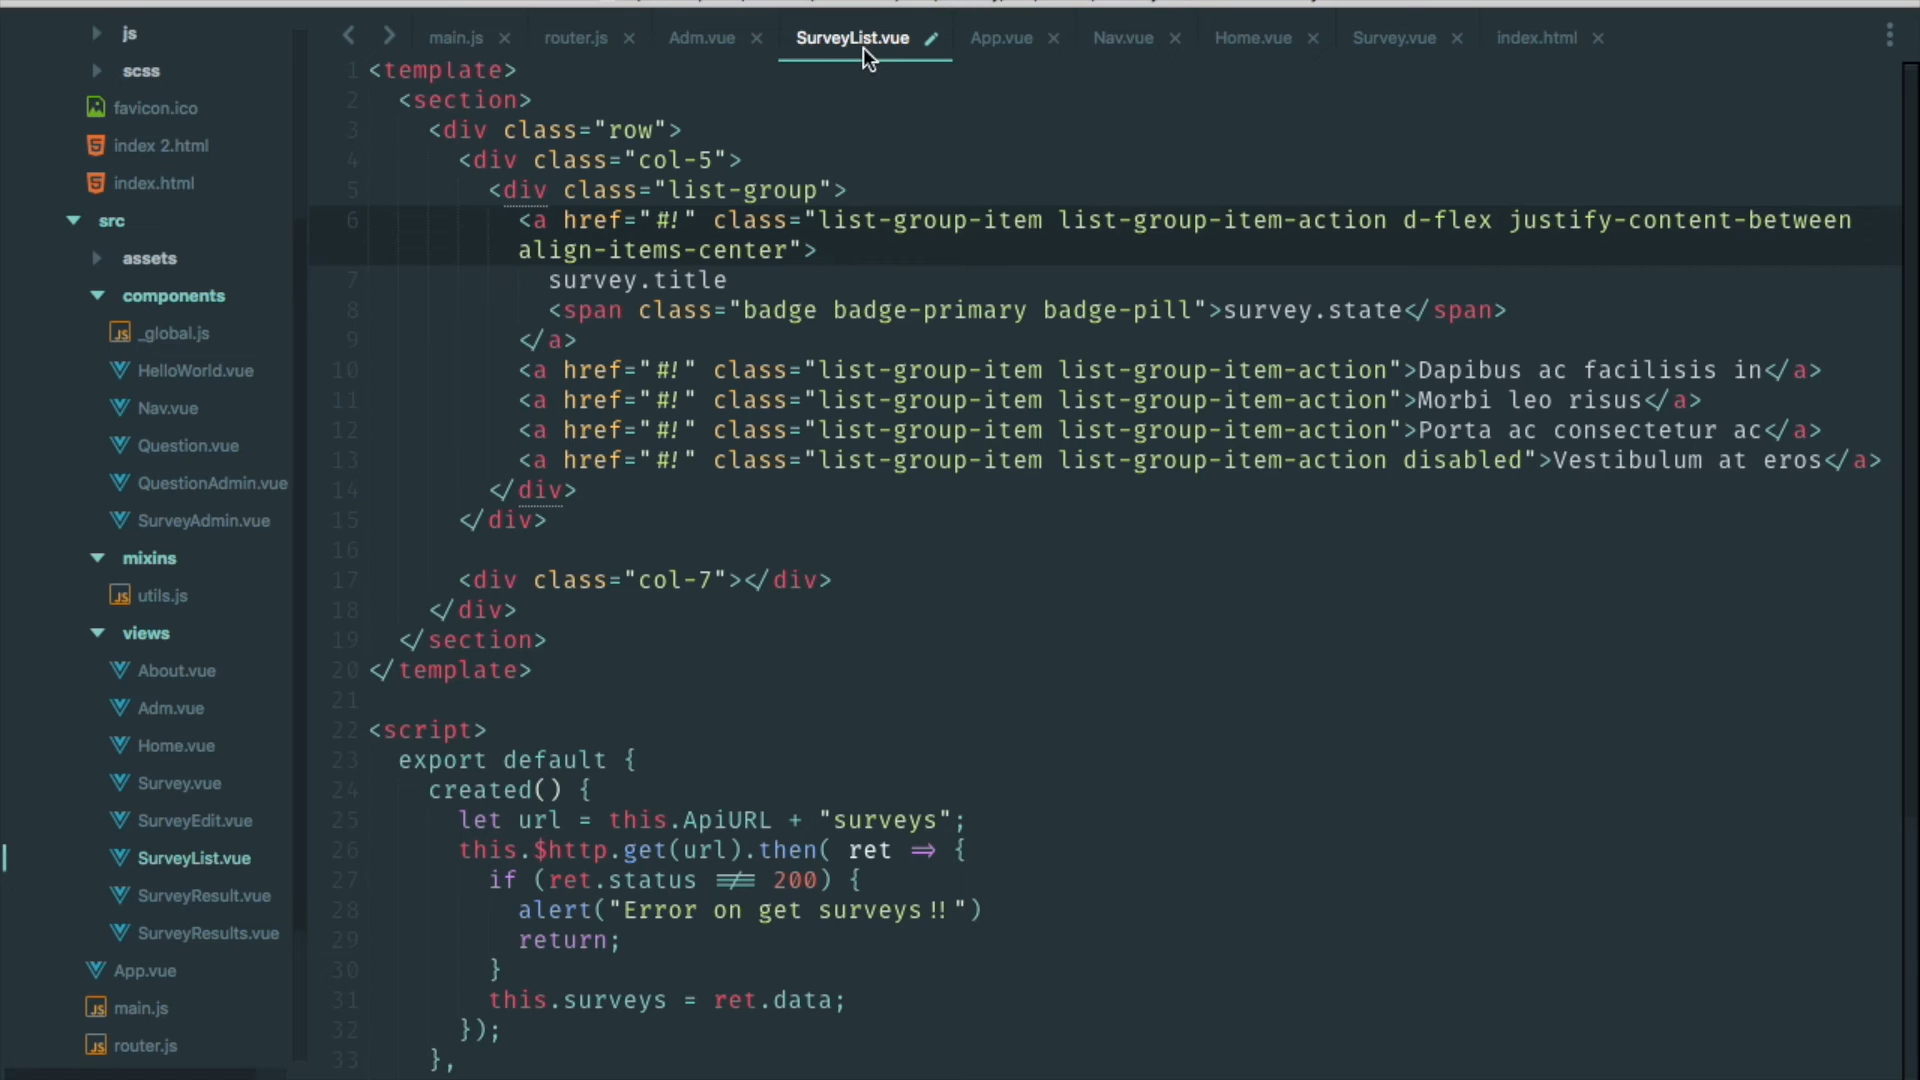 js
scss
favicon.ico
index 2.html
index.html
src
assets
components
_global.js
HelloWorld.vue
Nav.vue
Question.vue
QuestionAdmin.vue
SurveyAdmin.vue
mixins
utils.js
views
About.vue
Adm.vue
Home.vue
Survey.vue
SurveyEdit.vue
SurveyList.vue
SurveyResult.vue
SurveyResults.vue
App.vue
main.js
router.js
main.js router.js Adm.vue SurveyList.vue App.vue Nav.vue Home.vue Survey.vue index.html
1 <template>
2 <section>
3 <div class="row">
4 <div class="col-5">
5 <div class="list-group">
6 <a href="#!" class="list-group-item list-group-item-action d-flex justify-content-between
align-items-center">
7 survey.title
8 <span class="badge badge-primary badge-pill">survey.state</span>
9 </a>
10 <a href="#!" class="list-group-item list-group-item-action">Dapibus ac facilisis in</a>
11 <a href="#!" class="list-group-item list-group-item-action">Morbi leo risus</a>
12 <a href="#!" class="list-group-item list-group-item-action">Porta ac consectetur ac</a>
13 <a href="#!" class="list-group-item list-group-item-action disabled">Vestibulum at eros</a>
14 </div>
15 </div>
16
17 <div class="col-7"></div>
18 </div>
19 </section>
20 </template>
21
22 <script>
23 export default {
24 created() {
25 let url = this.ApiURL + "surveys";
26 this.$http.get(url).then( ret => {
27 if (ret.status !== 200) {
28 alert("Error on get surveys!!")
29 return;
30 }
31 this.surveys = ret.data;
32 });
33 },